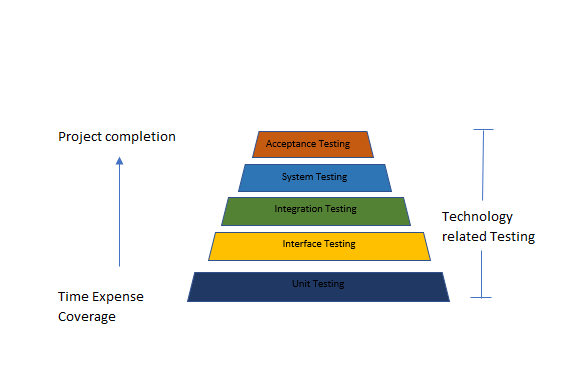 Project completion
Acceptance Testing
System Testing
Integration Testing
Technology
related Testing
Interface Testing
Unit Testing
Time Expense
Coverage